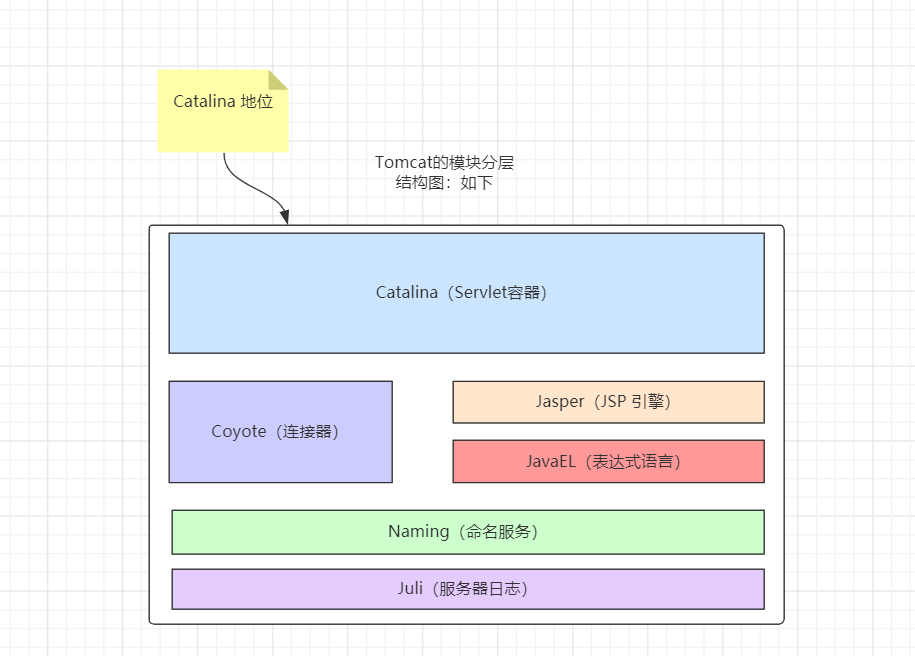 Catalina 地位
Tomcat的模块分层
结构图：如下
Catalina（Servlet容器）
Coyote（连接器）
Jasper（JSP 引擎）
JavaEL（表达式语言）
Naming（命名服务）
Juli（服务器日志）